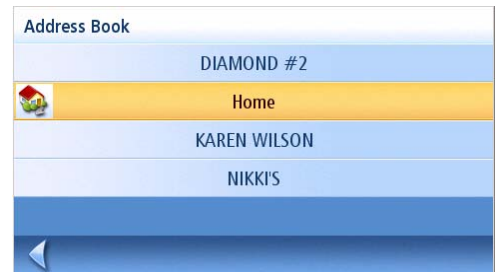 Address Book
DIAMOND #2
Home
KAREN WILSON
NIKKI'S